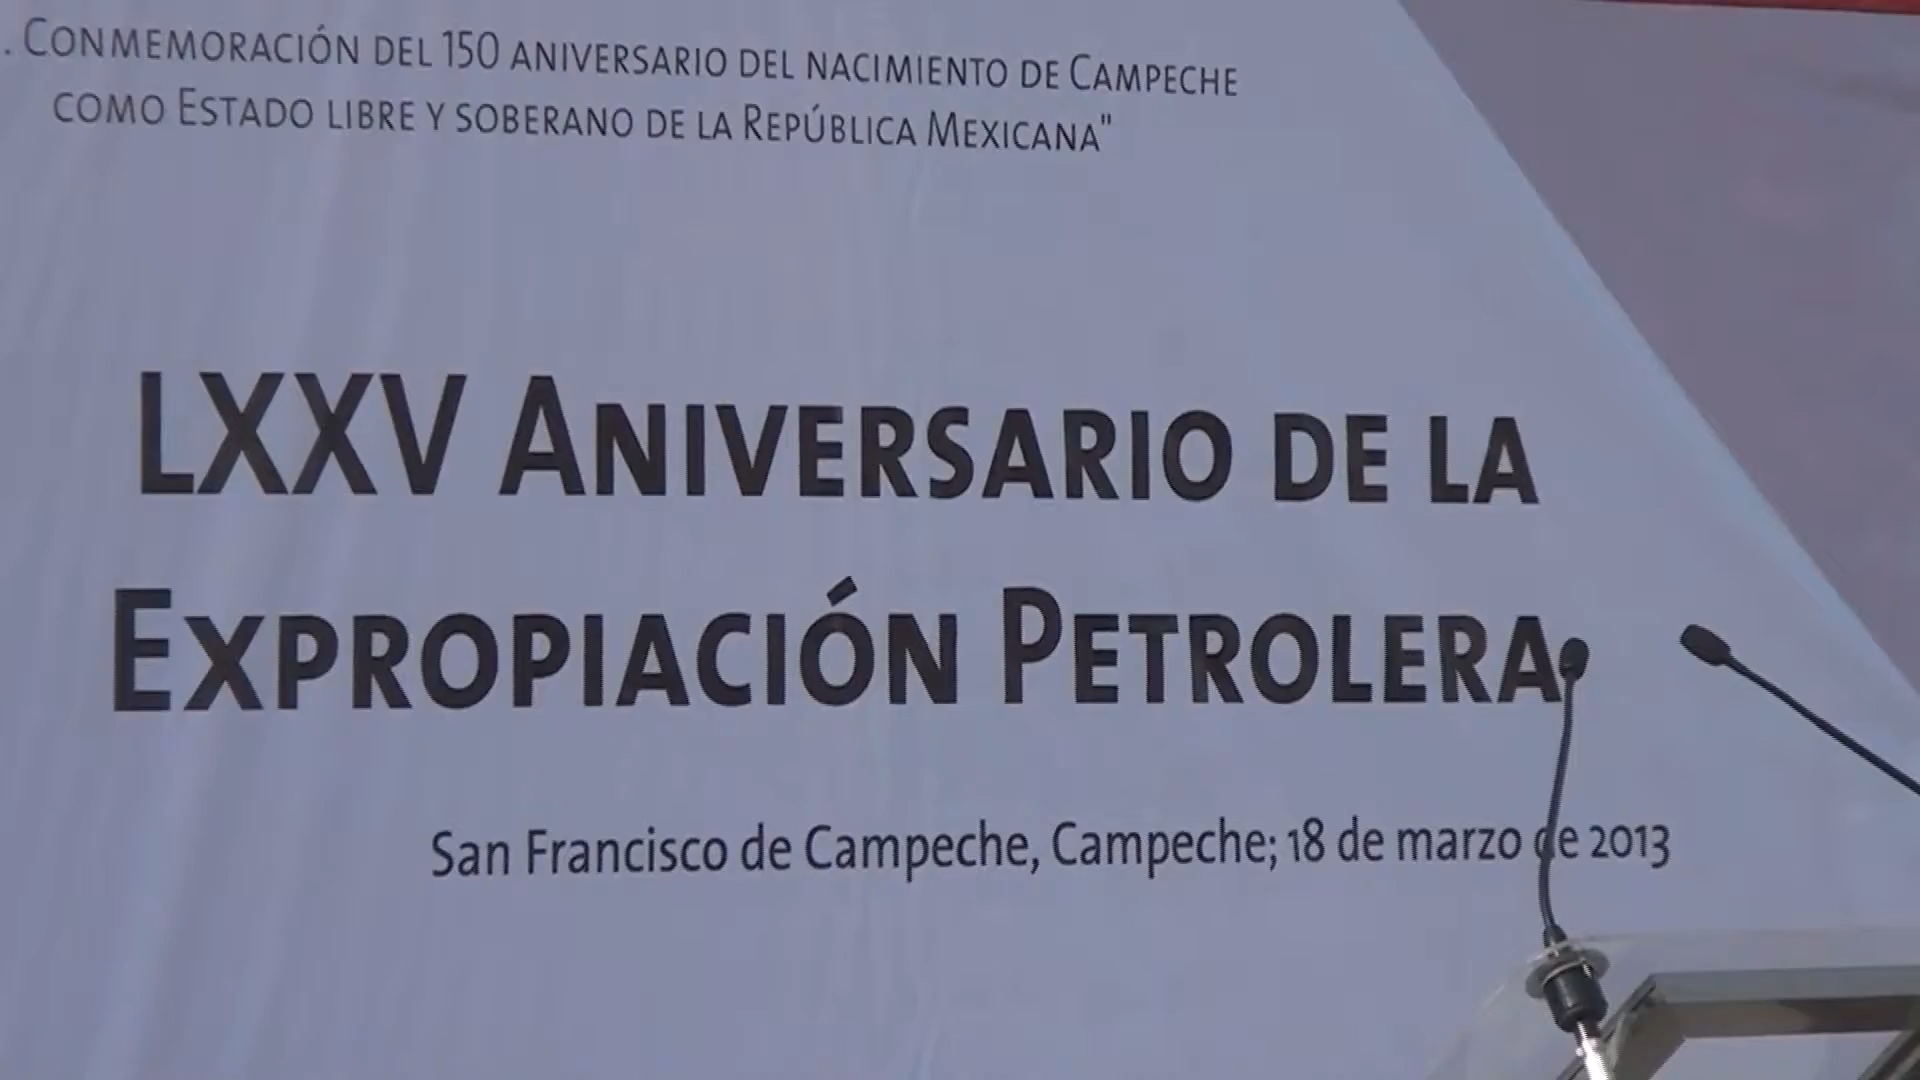 . Conmemoración del 150 aniversario del nacimiento de Campeche
como Estado libre y soberano de la República Mexicana"
LXXV Aniversario de la
Expropiación Petrolera
San Francisco de Campeche, Campeche; 18 de marzo de 2013